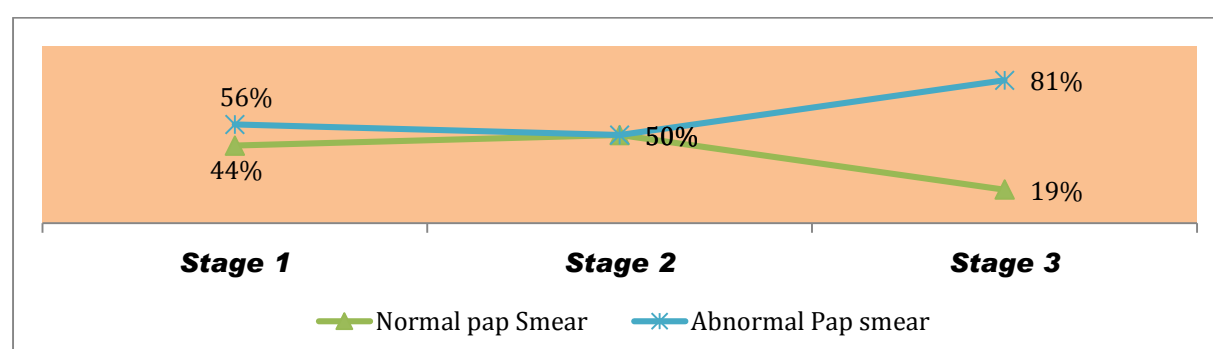 56%
81%
50%
44%
19%
Stage 1 Stage 2 Stage 3
Normal pap Smear Abnormal Pap smear